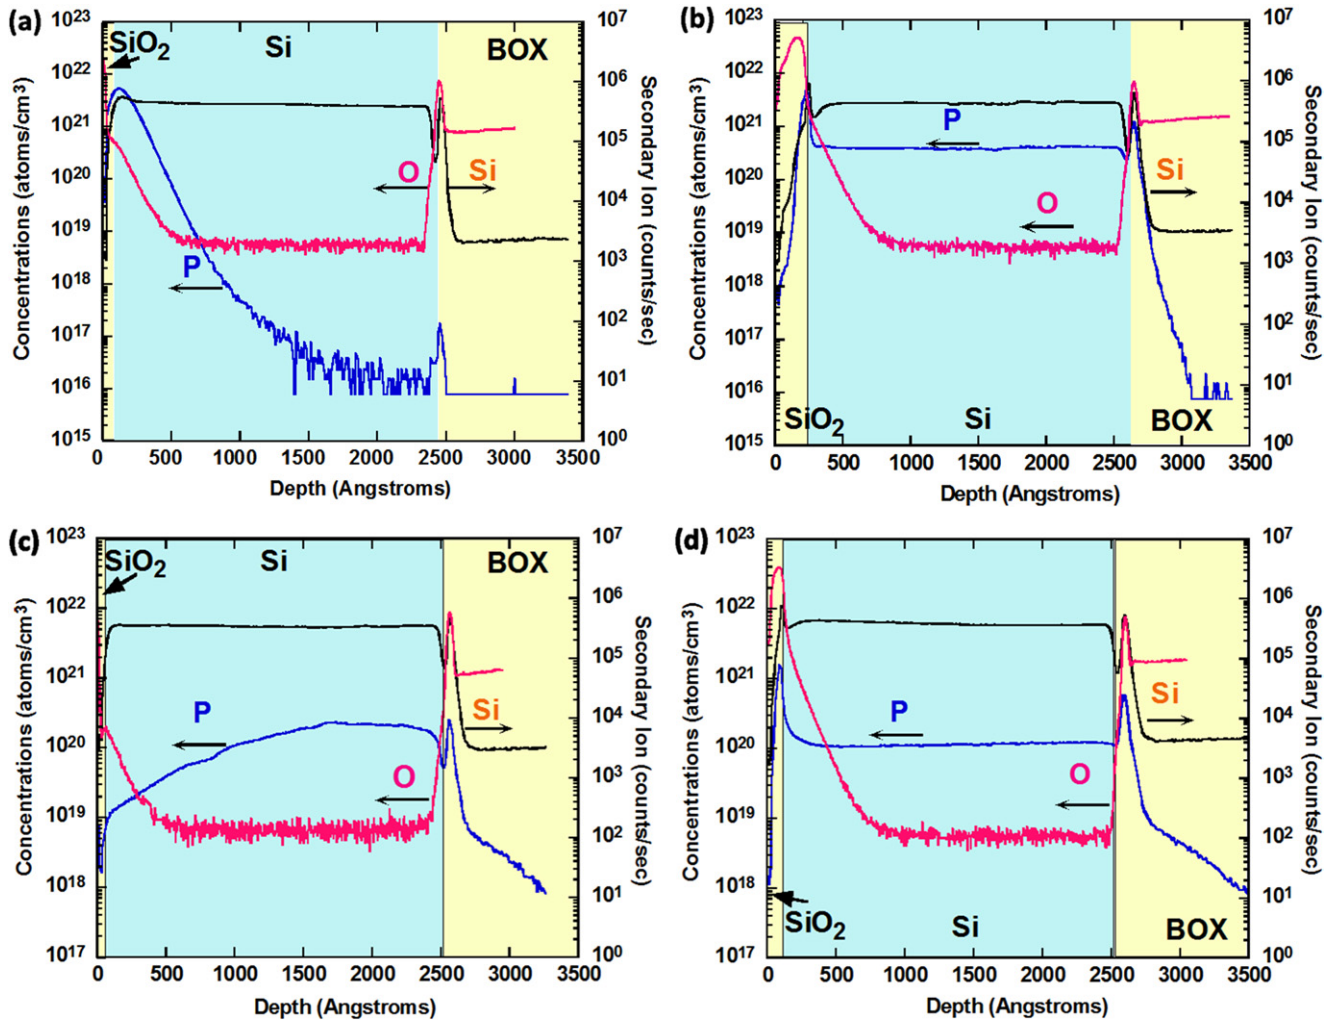 (a)
10²³
10²²
10²¹
10²⁰
10¹⁹
10¹⁸
10¹⁷
10¹⁶
10¹⁵
Concentrations (atoms/cm³)
SiO₂
Si
BOX
O
Si
P
10⁷
10⁶
10⁵
10⁴
10³
10²
10¹
10⁰
Secondary Ion (counts/sec)
0 500 1000 1500 2000 2500 3000 3500
Depth (Angstroms)
(b)
10²³
10²²
10²¹
10²⁰
10¹⁹
10¹⁸
10¹⁷
10¹⁶
10¹⁵
Concentrations (atoms/cm³)
P
Si
O
SiO₂
Si
BOX
10⁷
10⁶
10⁵
10⁴
10³
10²
10¹
10⁰
Secondary Ion (counts/sec)
0 500 1000 1500 2000 2500 3000 3500
Depth (Angstroms)
(c)
10²³
10²²
10²¹
10²⁰
10¹⁹
10¹⁸
10¹⁷
Concentrations (atoms/cm³)
SiO₂
Si
BOX
P
Si
O
10⁷
10⁶
10⁵
10⁴
10³
10²
10¹
10⁰
Secondary Ion (counts/sec)
0 500 1000 1500 2000 2500 3000 3500
Depth (Angstroms)
(d)
10²³
10²²
10²¹
10²⁰
10¹⁹
10¹⁸
10¹⁷
Concentrations (atoms/cm³)
P
Si
O
SiO₂
Si
BOX
10⁷
10⁶
10⁵
10⁴
10³
10²
10¹
10⁰
Secondary Ion (counts/sec)
0 500 1000 1500 2000 2500 3000 3500
Depth (Angstroms)